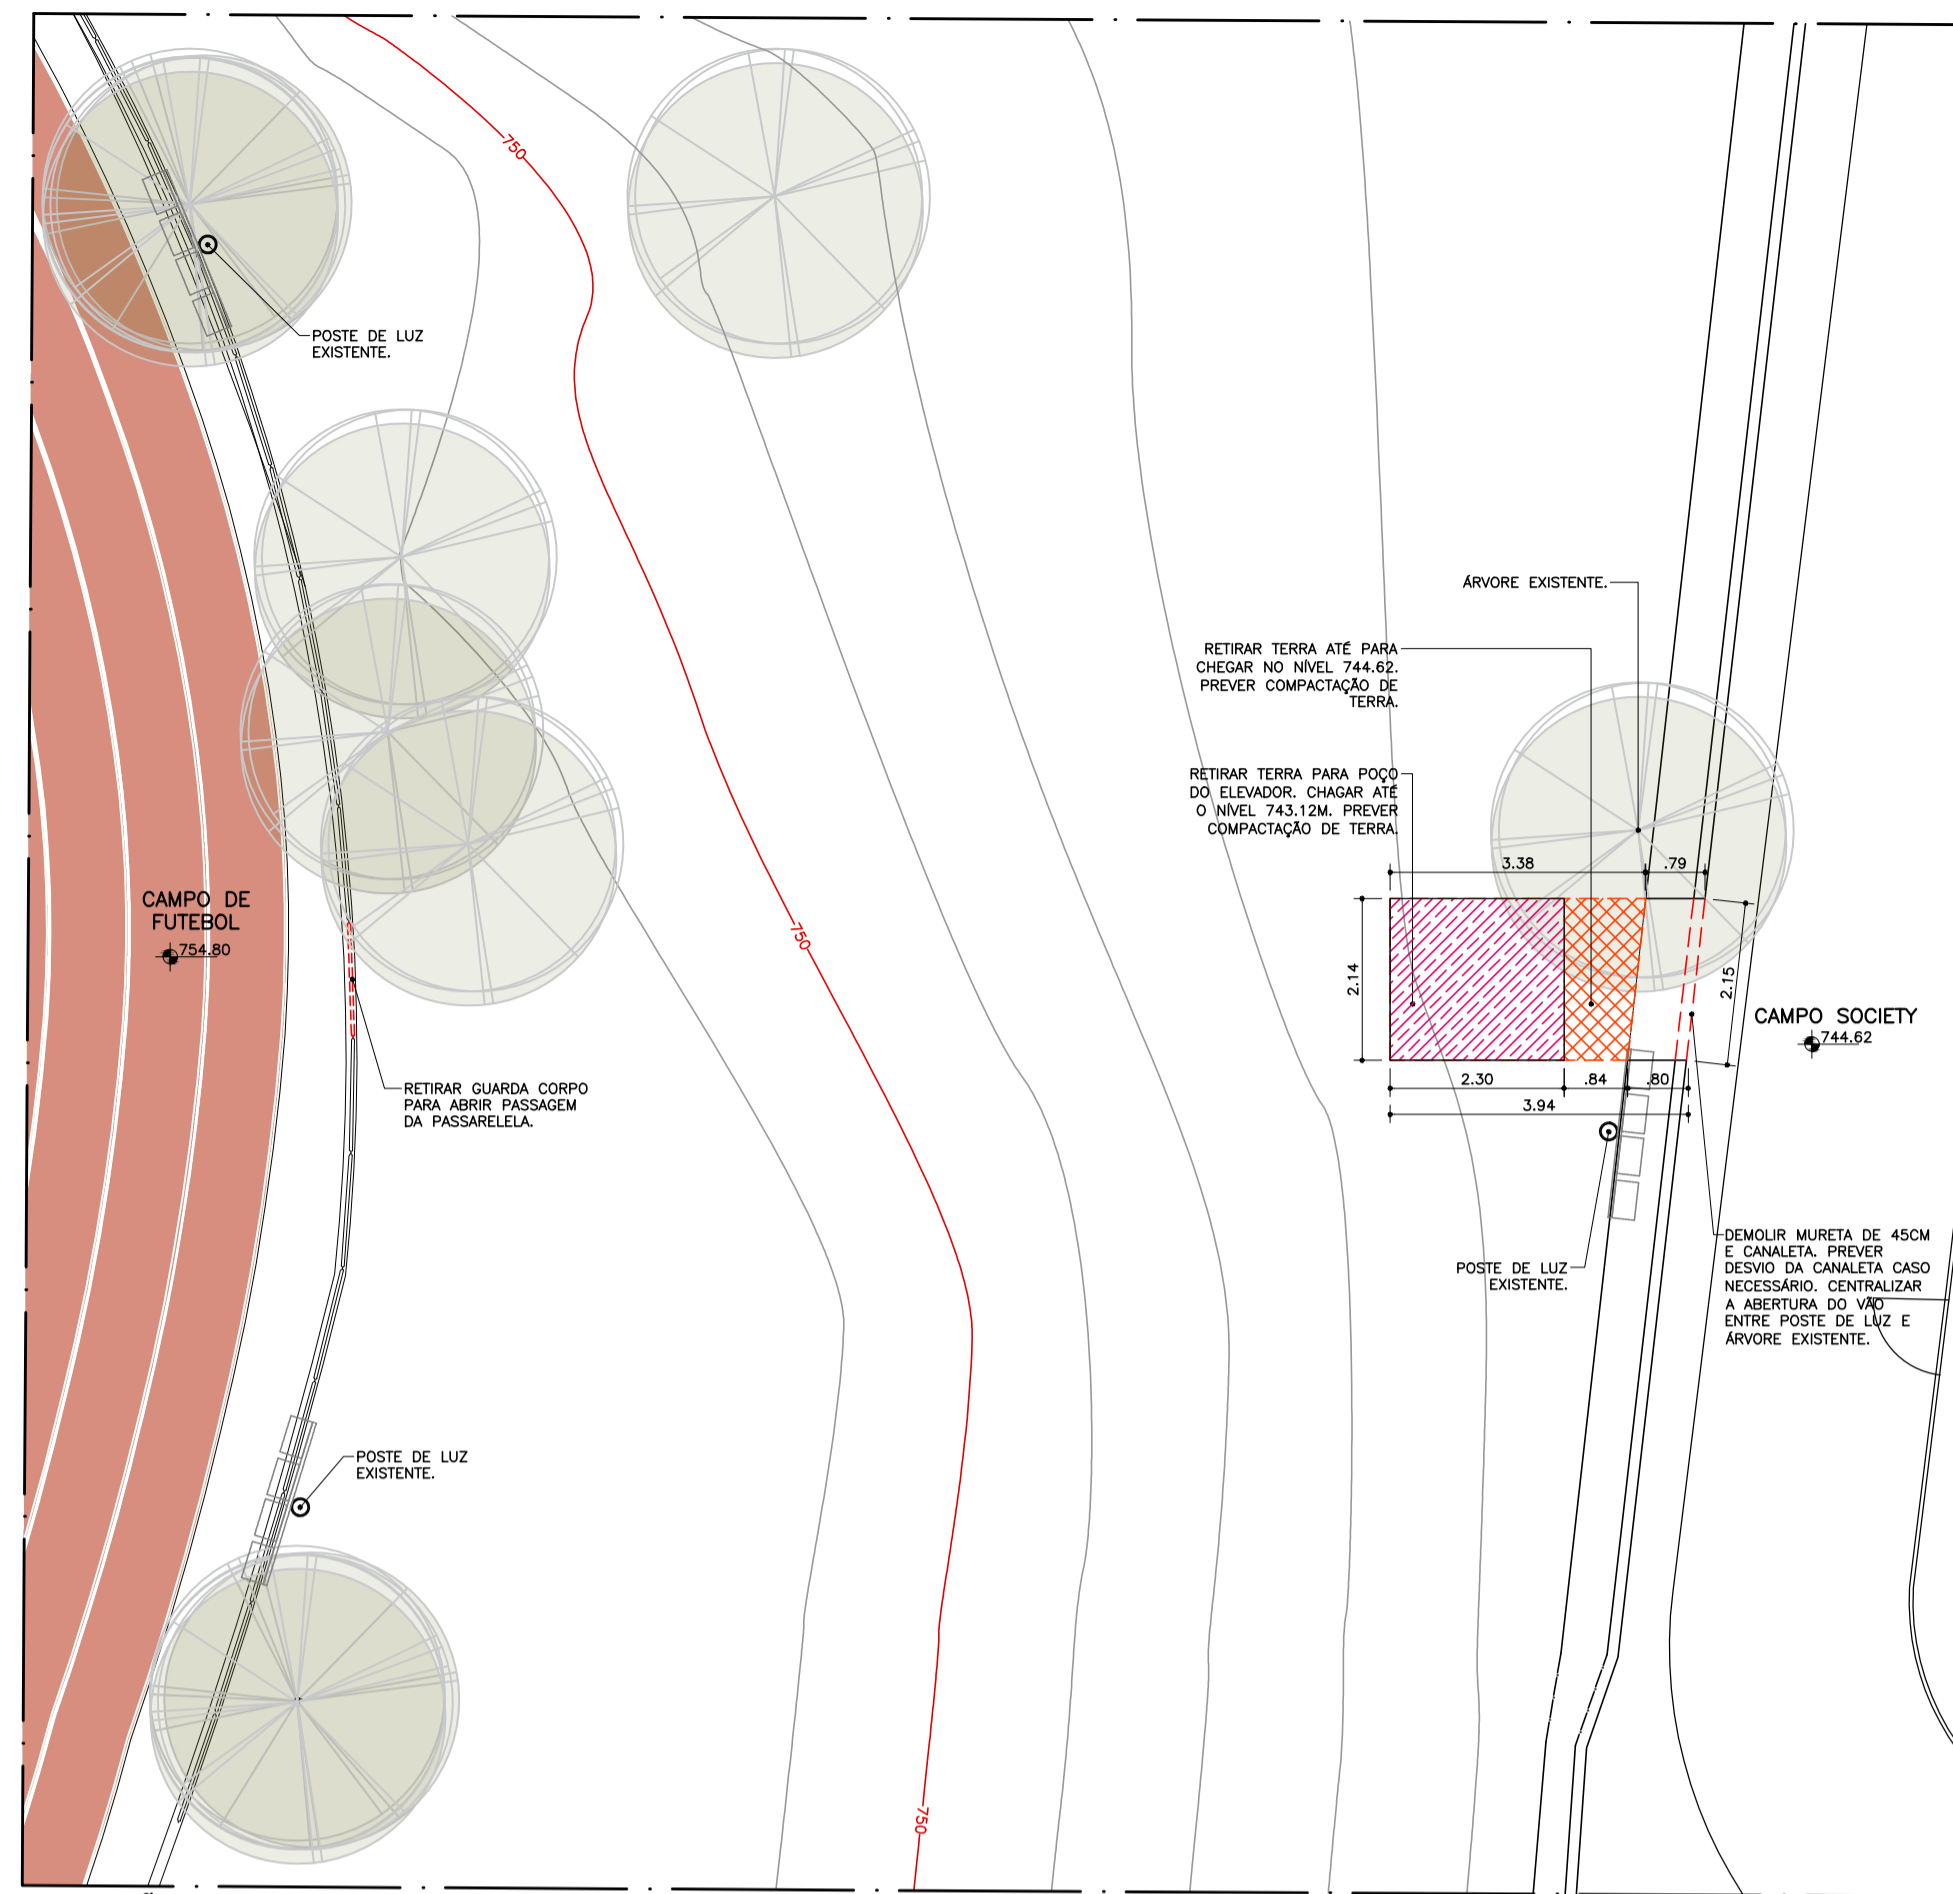 750
POSTE DE LUZ
EXISTENTE.
ÁRVORE EXISTENTE.
RETIRAR TERRA ATÉ PARA
CHEGAR NO NÍVEL 744.62.
PREVER COMPACTAÇÃO DE
TERRA.
RETIRAR TERRA PARA POÇO
DO ELEVADOR. CHAGAR ATÉ
O NÍVEL 743.12M. PREVER
COMPACTAÇÃO DE TERRA.
3.38
.79
CAMPO DE
FUTEBOL
754.80
750
2.14
2.15
CAMPO SOCIETY
744.62
2.30
.84
.80
3.94
RETIRAR GUARDA CORPO
PARA ABRIR PASSAGEM
DA PASSARELELA.
POSTE DE LUZ
EXISTENTE.
DEMOLIR MURETA DE 45CM
E CANALETA. PREVER
DESVIO DA CANALETA CASO
NECESSÁRIO. CENTRALIZAR
A ABERTURA DO VÃO
ENTRE POSTE DE LUZ E
ÁRVORE EXISTENTE.
POSTE DE LUZ
EXISTENTE.
750